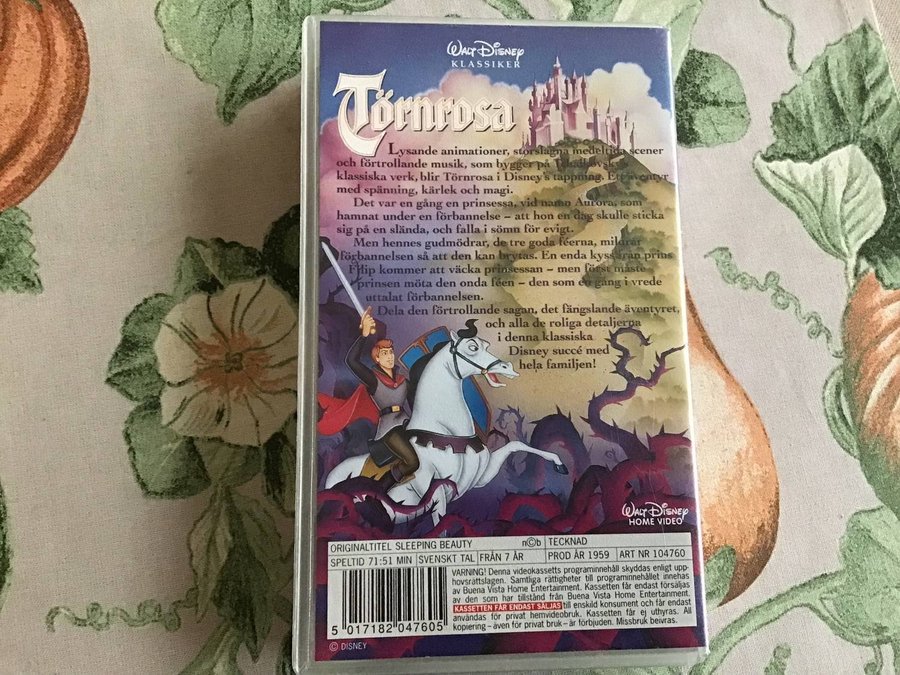 WALT DISNEY
KLASSIKER
Törnrosa
Lysande animationer, storslagna medeltida scener
och förtrollande musik, som bygger på Tchaikovskys
klassiska verk, blir Törnrosa i Disney's tappning. Ett äventyr
med spänning, kärlek och magi.
Det var en gång en prinsessa, vid namn Aurora, som
hamnat under en förbannelse – att hon en dag skulle sticka
sig på en slända, och falla i sömn för evigt.
Men hennes gudmödrar, de tre goda féerna, mildrar
förbannelsen så att den kan brytas. En enda kyss från prins
Filip kommer att väcka prinsessan – men först måste
prinsen möta den onda féen – den som en gång i vrede
uttalat förbannelsen.
Dela den förtrollande sagan, det fängslande äventyret,
och alla de roliga detaljerna
i denna klassiska
Disney succé med
hela familjen!
WALT DISNEY
HOME VIDEO
ORIGINALTITEL SLEEPING BEAUTY n©b TECKNAD
SPELTID 71:51 MIN SVENSKT TAL FRÅN 7 ÅR PROD ÅR 1959 ART NR 104760
VARNING! Denna videokassetts programinnehåll skyddas enligt upp-
hovsrättslagen. Samtliga rättigheter till programinnehållet innehas
av Buena Vista Home Entertainment. Kassetten får endast försäljas
av den som har tillstånd från Buena Vista Home Entertainment.
KASSETTEN FÅR ENDAST SÄLJAS till enskild konsument och får endast
användas för privat hemvideobruk. Kassetten får ej uthyras. All
kopiering – även för privat bruk – är förbjuden. Missbruk beivras.
5 017182 047605
© DISNEY